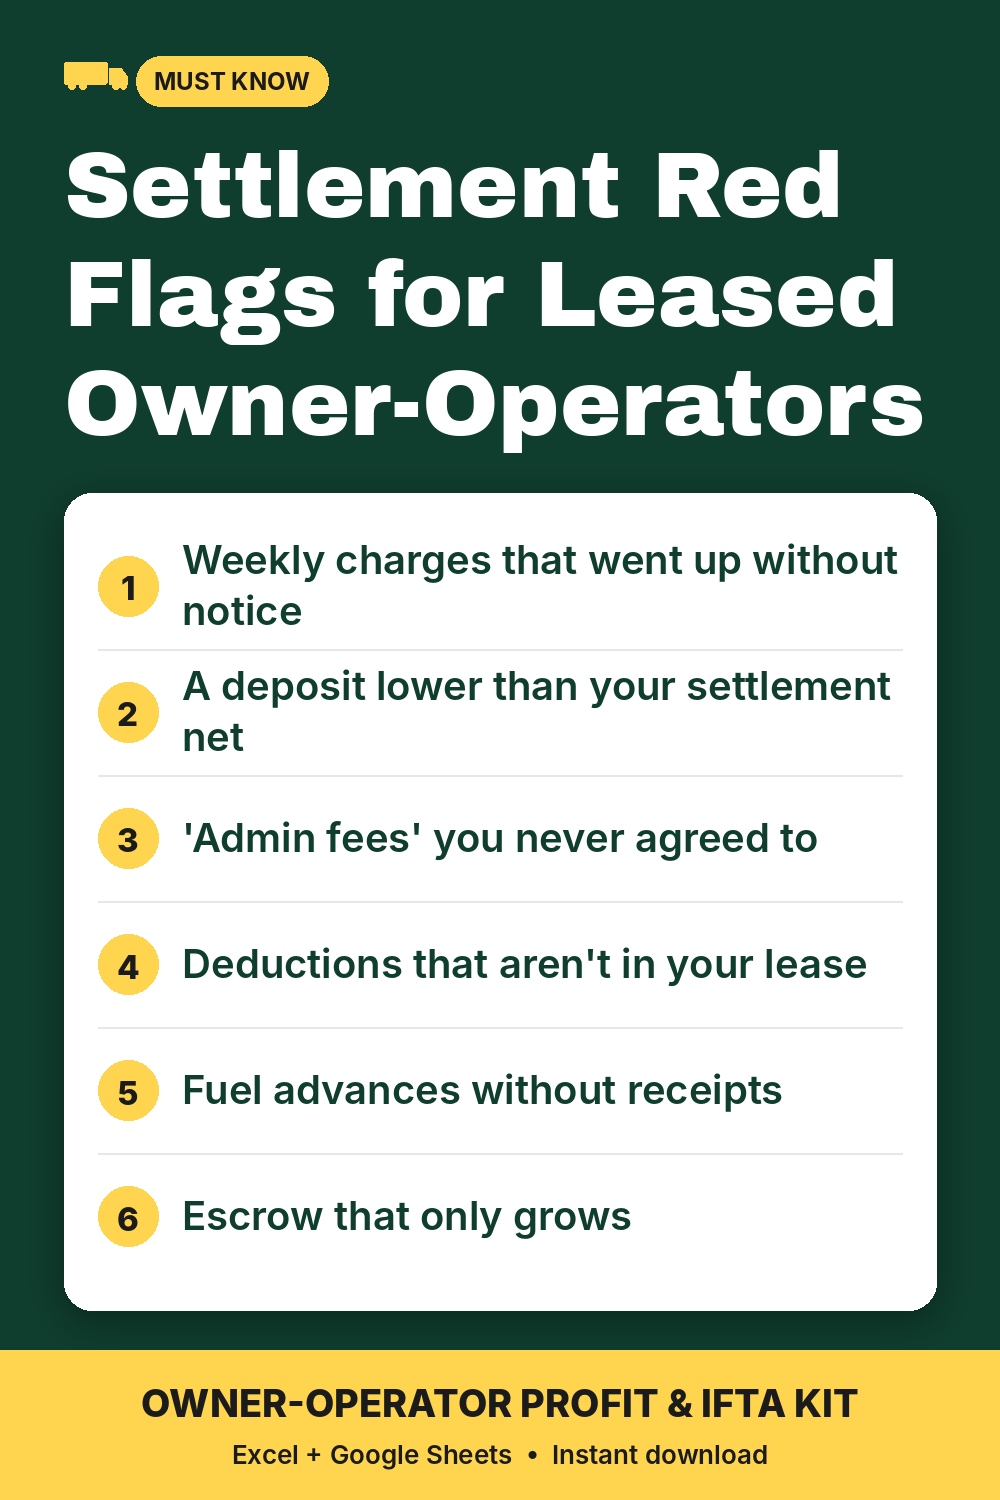 MUST KNOW
Settlement Red
Flags for Leased
Owner-Operators
1 Weekly charges that went up without
notice
2 A deposit lower than your settlement
net
3 'Admin fees' you never agreed to
4 Deductions that aren't in your lease
5 Fuel advances without receipts
6 Escrow that only grows
OWNER-OPERATOR PROFIT & IFTA KIT
Excel + Google Sheets • Instant download